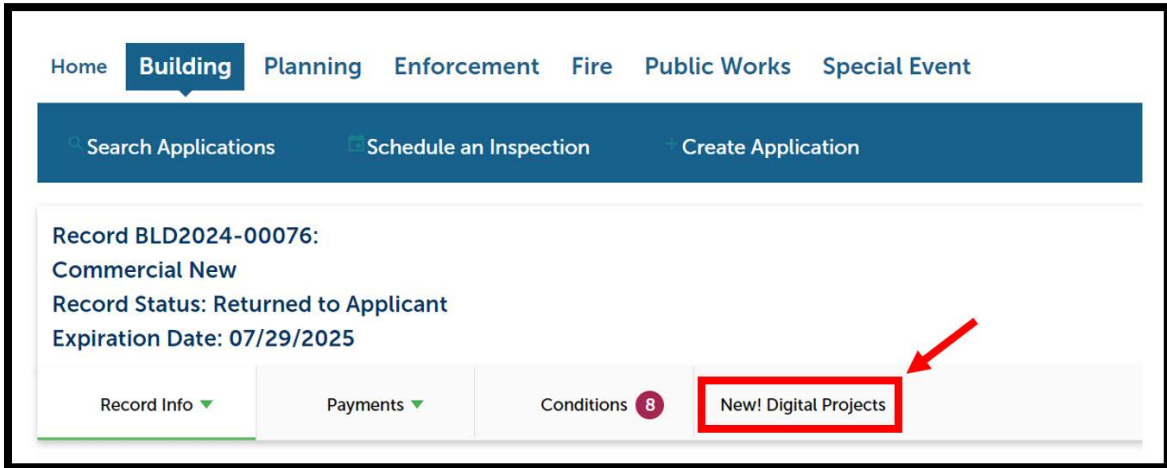 Home Building Planning Enforcement Fire Public Works Special Event
Search Applications Schedule an Inspection Create Application
Record BLD2024-00076:
Commercial New
Record Status: Returned to Applicant
Expiration Date: 07/29/2025
Record Info Payments Conditions 8 New! Digital Projects